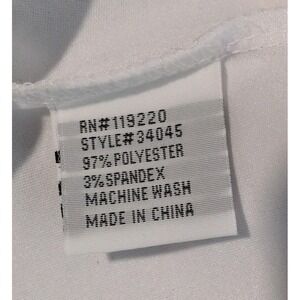 RN#119220
STYLE#34045
97% POLYESTER
3% SPANDEX
MACHINE WASH
MADE IN CHINA